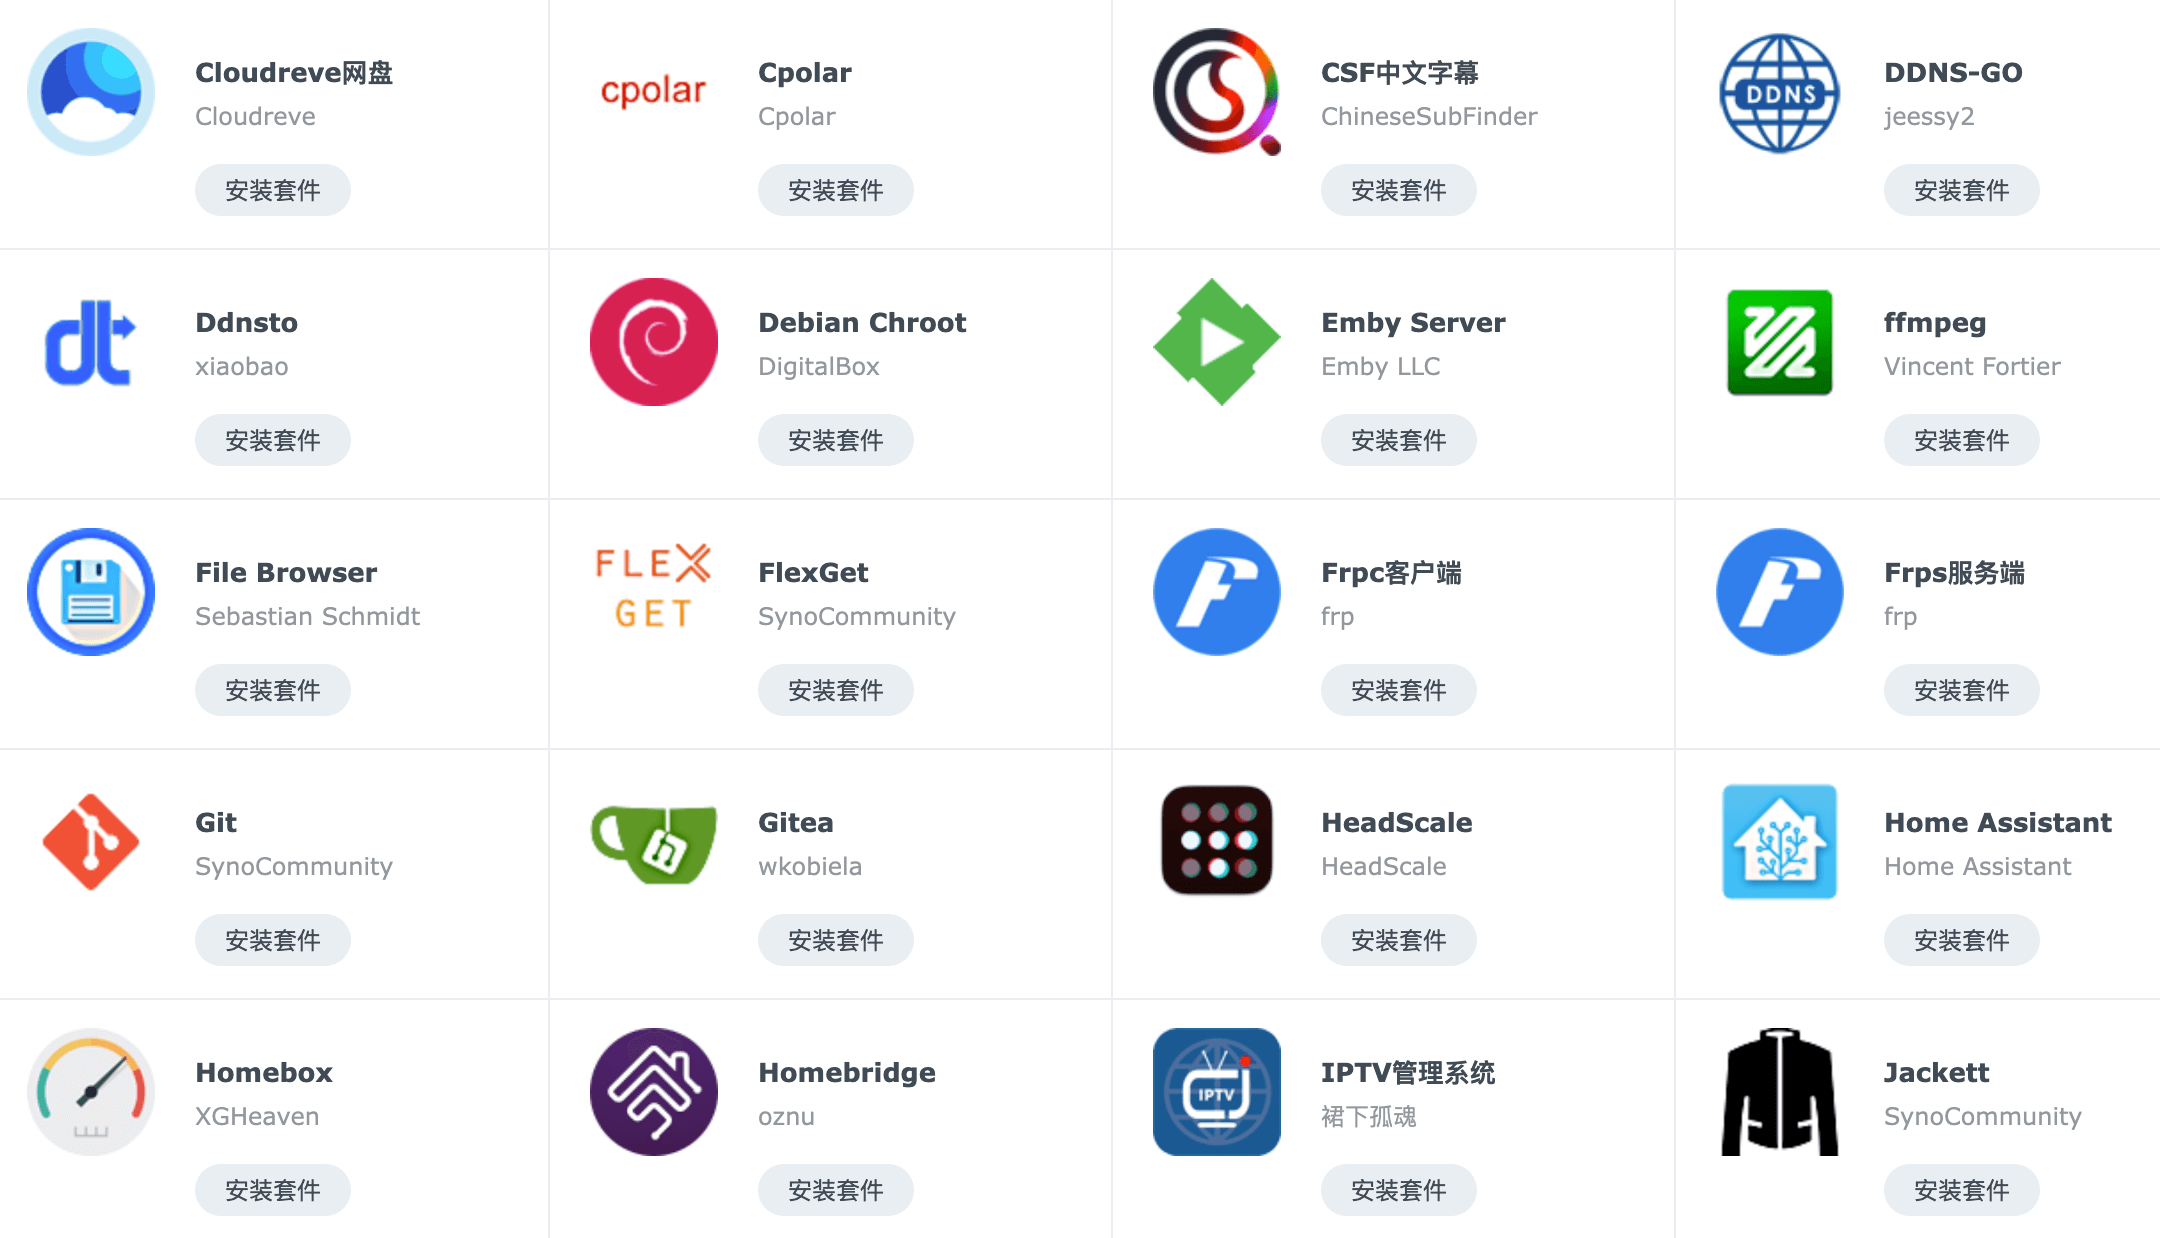 Cloudreve网盘
Cloudreve
安装套件
cpolar
Cpolar
Cpolar
安装套件
CSF中文字幕
ChineseSubFinder
安装套件
DDNS
DDNS-GO
jeessy2
安装套件
Ddnsto
xiaobao
安装套件
Debian Chroot
DigitalBox
安装套件
Emby Server
Emby LLC
安装套件
ffmpeg
Vincent Fortier
安装套件
File Browser
Sebastian Schmidt
安装套件
FLEX
GET
FlexGet
SynoCommunity
安装套件
Frpc客户端
frp
安装套件
Frps服务端
frp
安装套件
Git
SynoCommunity
安装套件
Gitea
wkobiela
安装套件
HeadScale
HeadScale
安装套件
Home Assistant
Home Assistant
安装套件
Homebox
XGHeaven
安装套件
Homebridge
oznu
安装套件
IPTV
IPTV管理系统
裙下孤魂
安装套件
Jackett
SynoCommunity
安装套件